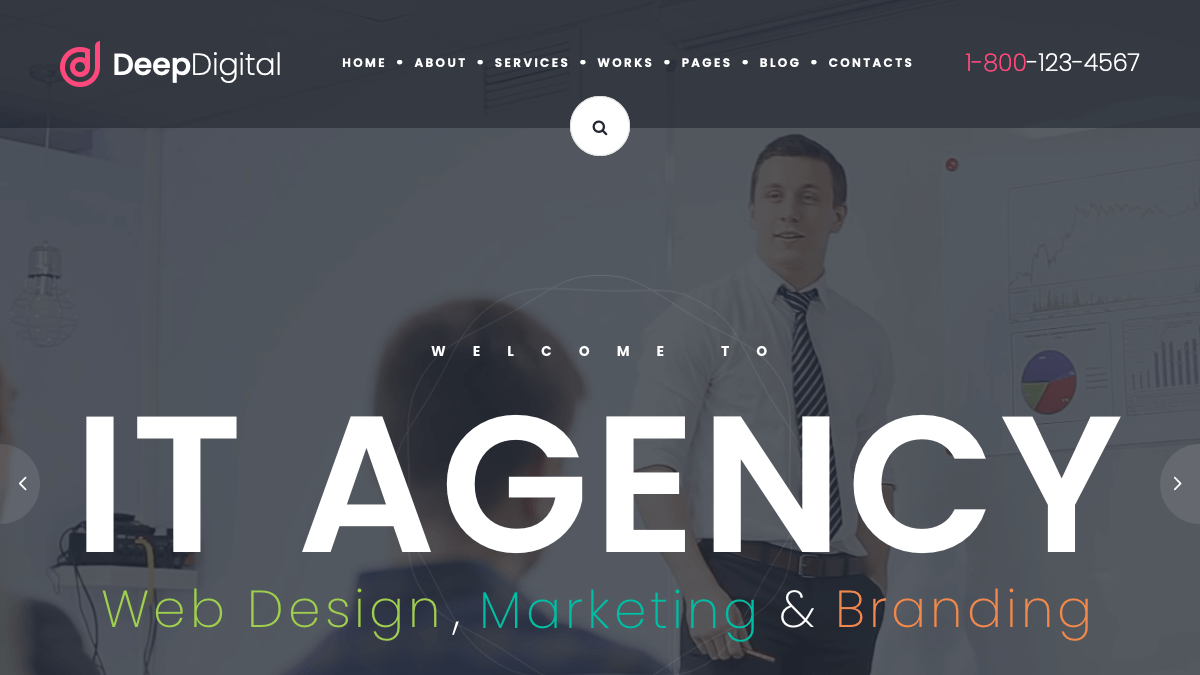 DeepDigital
HOME • ABOUT • SERVICES • WORKS • PAGES • BLOG • CONTACTS
1-800-123-4567
WELCOME TO
IT AGENCY
Web Design, Marketing & Branding